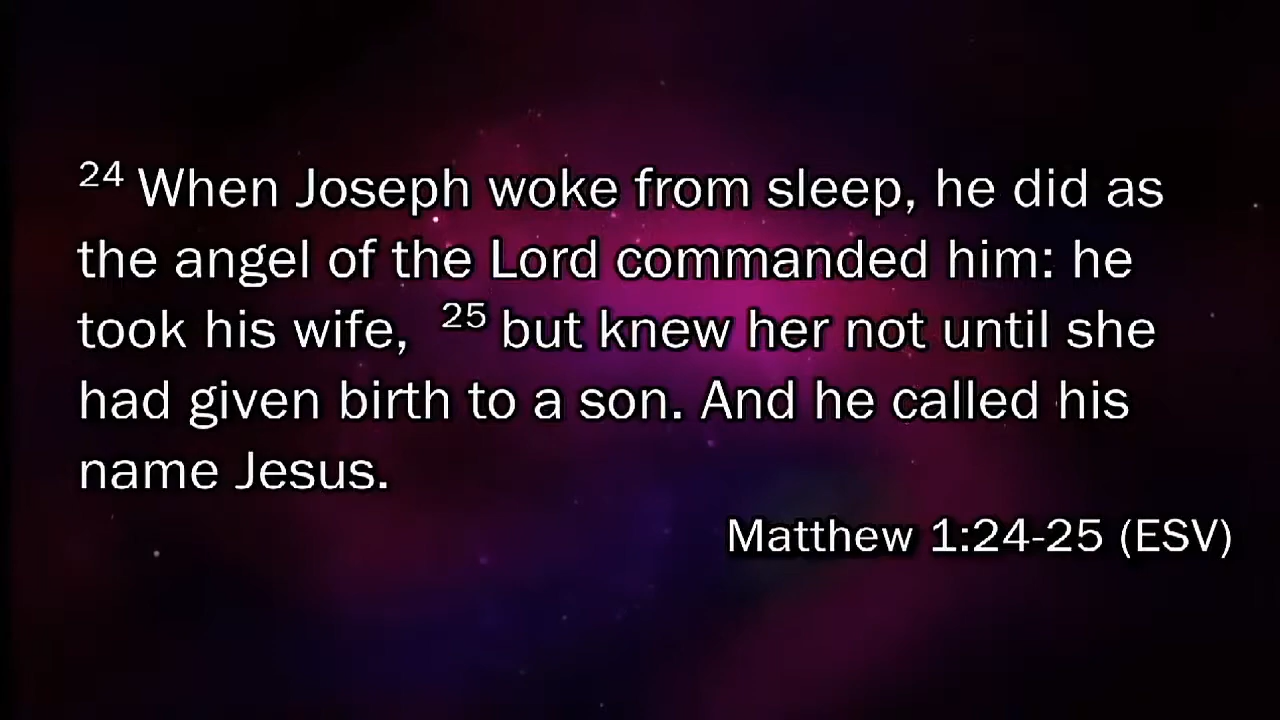 24 When Joseph woke from sleep, he did as
the angel of the Lord commanded him: he
took his wife, 25 but knew her not until she
had given birth to a son. And he called his
name Jesus.
Matthew 1:24-25 (ESV)